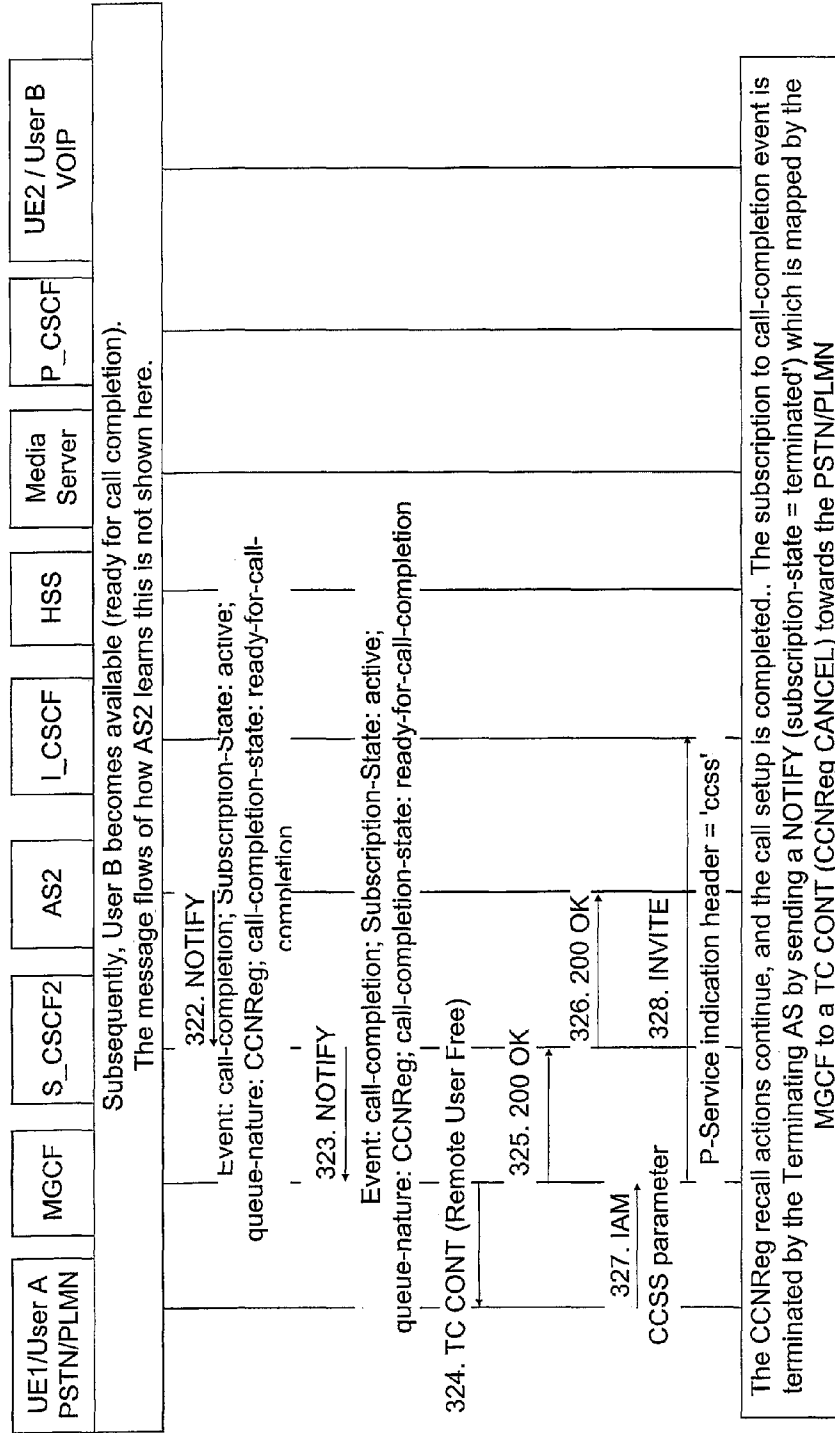 UE1/User A
PSTN/PLMN
MGCF
S_CSCF2
AS2
I_CSCF
HSS
Media
Server
P_CSCF
UE2 / User B
VOIP
Subsequently, User B becomes available (ready for call completion).
The message flows of how AS2 learns this is not shown here.
322. NOTIFY
Event: call-completion; Subscription-State: active;
queue-nature: CCNReg; call-completion-state: ready-for-call-
completion
323. NOTIFY
Event: call-completion; Subscription-State: active;
queue-nature: CCNReg; call-completion-state: ready-for-call-completion
324. TC CONT (Remote User Free)
325. 200 OK
326. 200 OK
327. IAM
CCSS parameter
328. INVITE
P-Service indication header = 'ccss'
The CCNReg recall actions continue, and the call setup is completed.. The subscription to call-completion event is
terminated by the Terminating AS by sending a NOTIFY (subscription-state = terminated') which is mapped by the
MGCF to a TC CONT (CCNReg CANCEL) towards the PSTN/PLMN